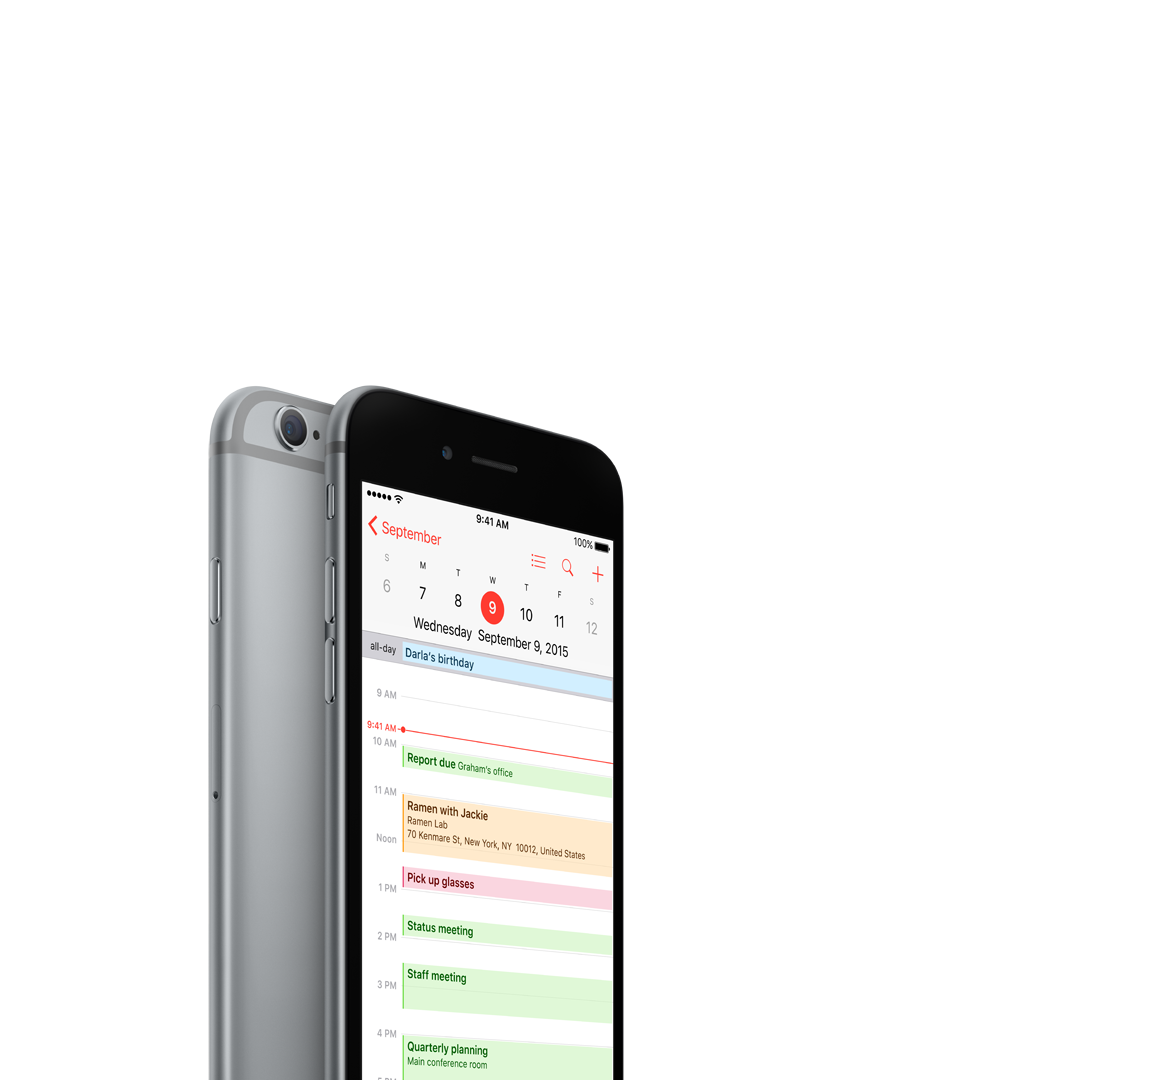 9:41 AM
100%
September
S M T W T F S
6 7 8 9 10 11 12
Wednesday September 9, 2015
all-day Darla's birthday
9 AM
9:41 AM
10 AM
Report due Graham's office
11 AM
Ramen with Jackie
Ramen Lab
70 Kenmare St, New York, NY 10012, United States
Noon
Pick up glasses
1 PM
Status meeting
2 PM
Staff meeting
3 PM
4 PM
Quarterly planning
Main conference room